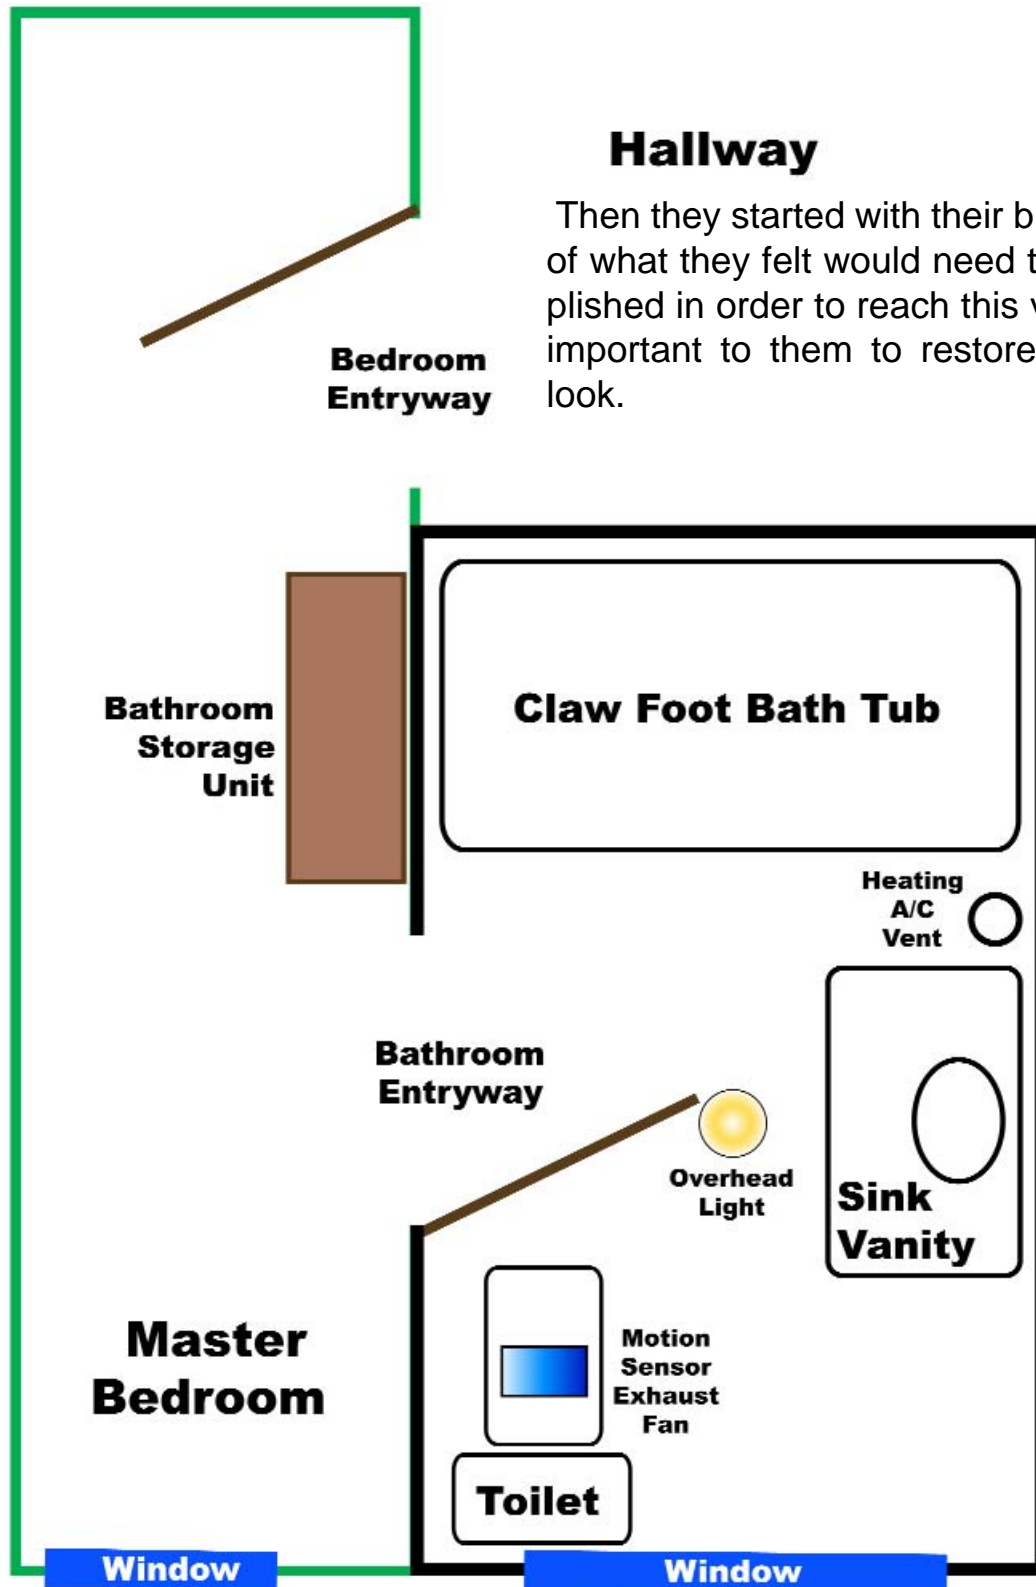 Hallway
Then they started with their b
of what they felt would need t
plished in order to reach this v
important to them to restore
look.
Bedroom
Entryway
Bathroom
Storage
Unit
Claw Foot Bath Tub
Heating
A/C
Vent
Bathroom
Entryway
Overhead
Light
Sink
Vanity
Master
Bedroom
Motion
Sensor
Exhaust
Fan
Toilet
Window
Window